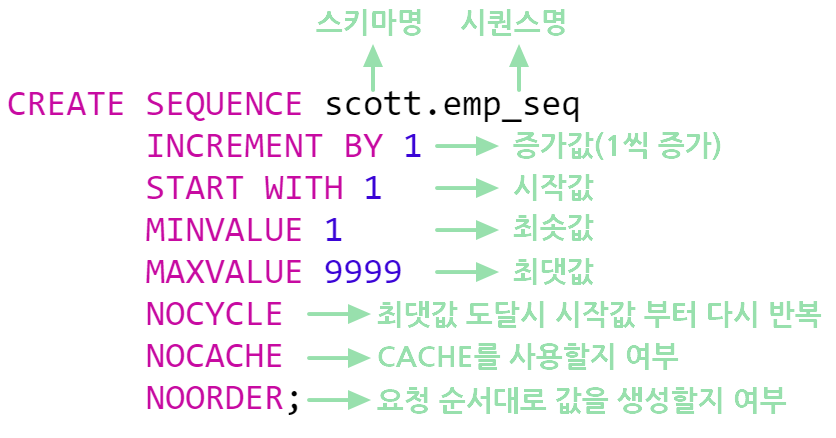 스키마명 시퀀스명
CREATE SEQUENCE scott.emp_seq
INCREMENT BY 1 증가값(1씩 증가)
START WITH 1 시작값
MINVALUE 1 최솟값
MAXVALUE 9999 최댓값
NOCYCLE 최댓값 도달시 시작값 부터 다시 반복
NOCACHE CACHE를 사용할지 여부
NOORDER; 요청 순서대로 값을 생성할지 여부